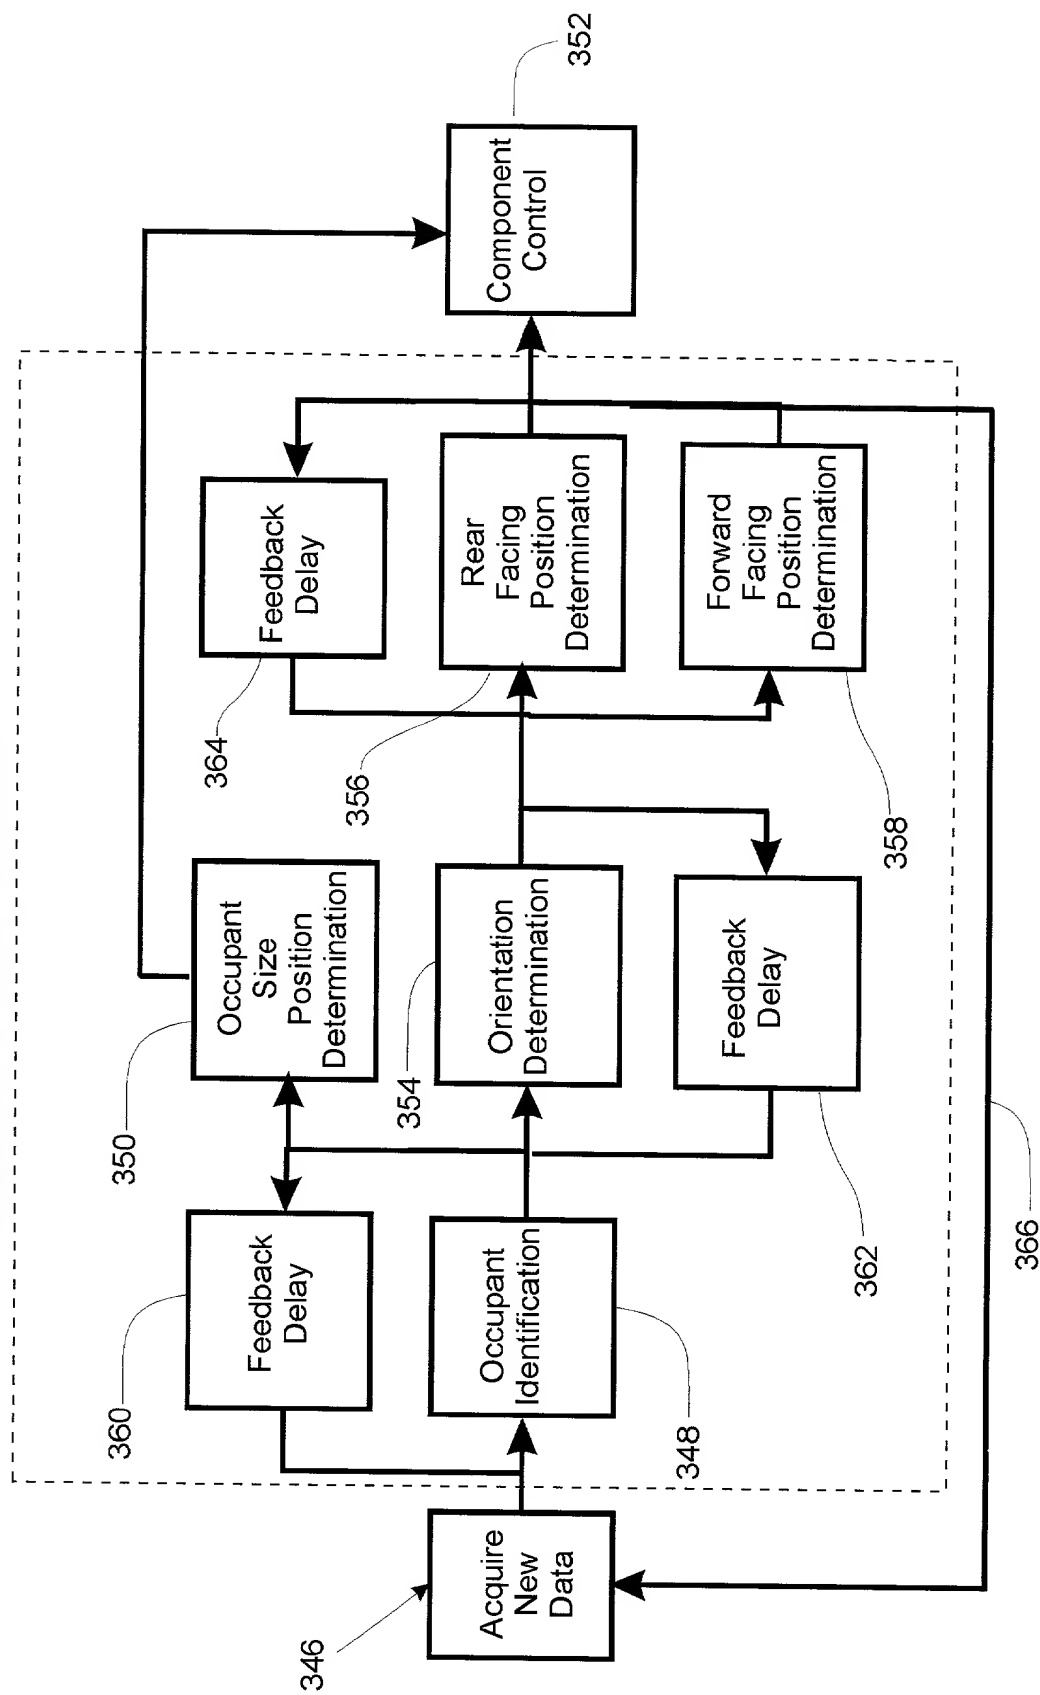 346
Acquire
New
Data
360
Feedback
Delay
Occupant
Identification
348
350
Occupant
Size
Position
Determination
354
Orientation
Determination
Feedback
Delay
362
364
Feedback
Delay
356
Rear
Facing
Position
Determination
Forward
Facing
Position
Determination
358
Component
Control
352
366